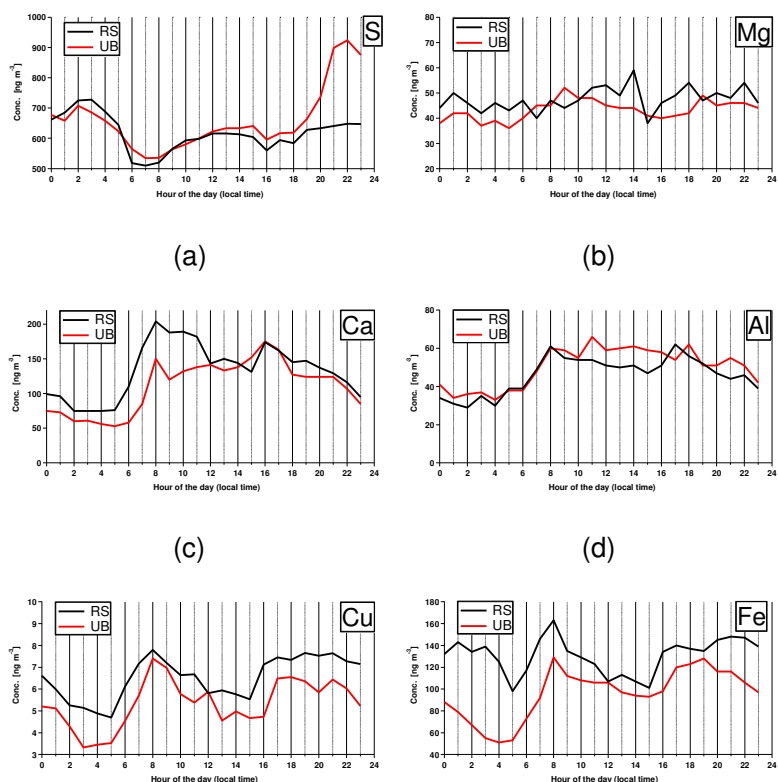 S
RS
UB
Conc. [ng m-3]
1000
900
800
700
600
500
0 2 4 6 8 10 12 14 16 18 20 22 24
Hour of the day (local time)
(a)
Mg
RS
UB
Conc. [ng m-3]
80
70
60
50
40
30
20
0 2 4 6 8 10 12 14 16 18 20 22 24
Hour of the day (local time)
(b)
Ca
RS
UB
Conc. [ng m-3]
200
150
100
50
0
0 2 4 6 8 10 12 14 16 18 20 22 24
Hour of the day (local time)
(c)
Al
RS
UB
Conc. [ng m-3]
80
60
40
20
0
0 2 4 6 8 10 12 14 16 18 20 22 24
Hour of the day (local time)
(d)
Cu
RS
UB
Conc. [ng m-3]
10
9
8
7
6
5
4
3
0 2 4 6 8 10 12 14 16 18 20 22 24
Hour of the day (local time)
Fe
RS
UB
Conc. [ng m-3]
180
160
140
120
100
80
60
40
0 2 4 6 8 10 12 14 16 18 20 22 24
Hour of the day (local time)